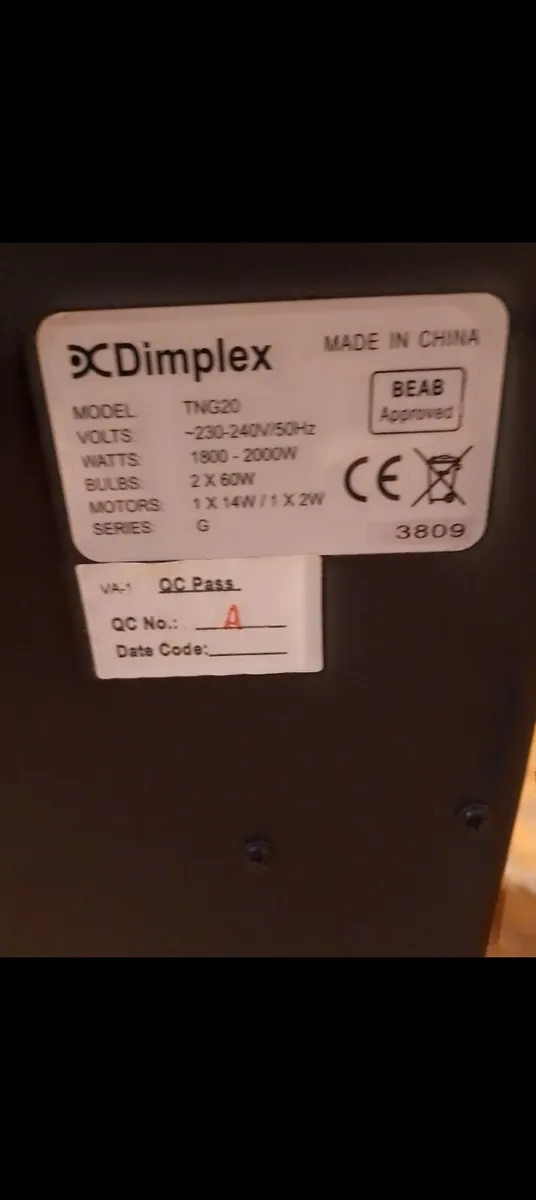 Dimplex
MADE IN CHINA
BEAB
Approved
MODEL: TNG20
VOLTS: ~230-240V/50Hz
WATTS: 1800 - 2000W
BULBS: 2 X 60W
MOTORS: 1 X 14W / 1 X 2W
SERIES: G
CE
3809
VA-1 QC Pass
QC No.: A
Date Code: